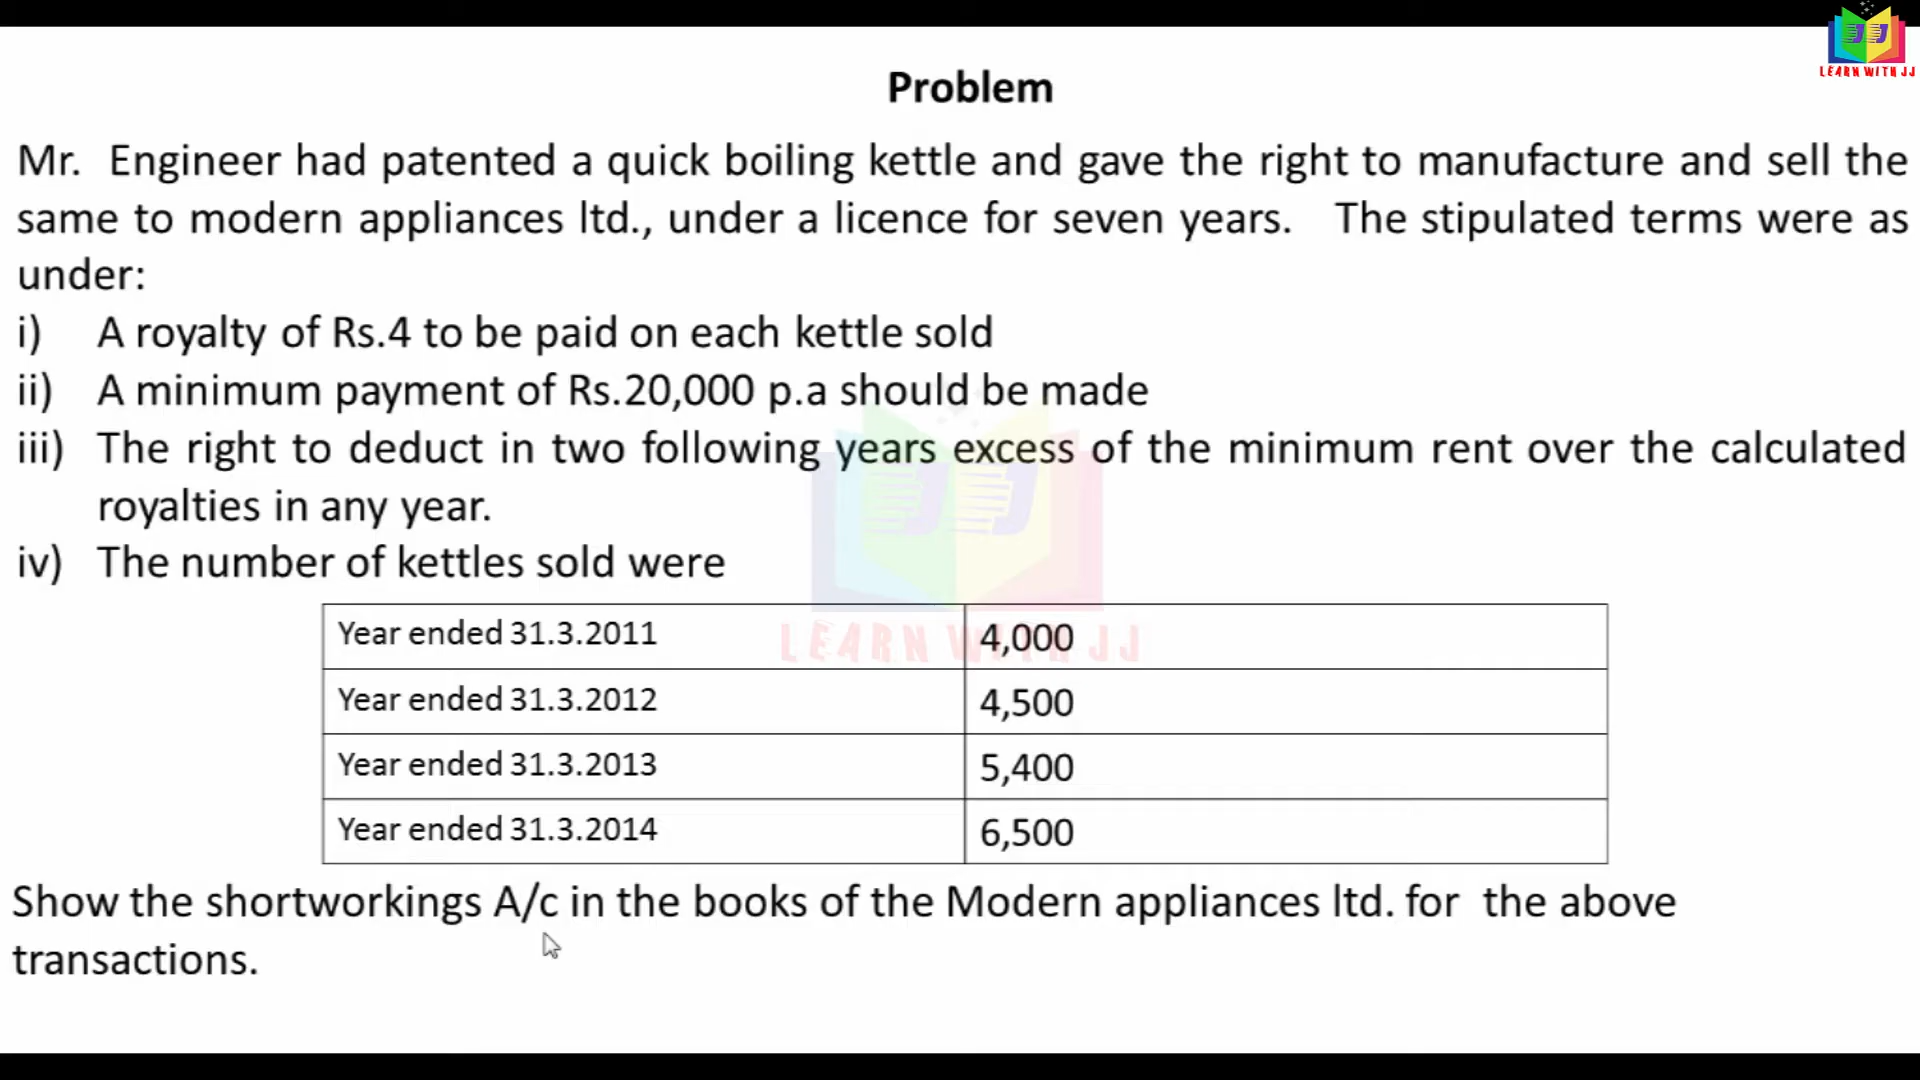 LEARN WITH JJ
Problem
Mr. Engineer had patented a quick boiling kettle and gave the right to manufacture and sell the
same to modern appliances ltd., under a licence for seven years. The stipulated terms were as
under:
i) A royalty of Rs.4 to be paid on each kettle sold
ii) A minimum payment of Rs.20,000 p.a should be made
iii) The right to deduct in two following years excess of the minimum rent over the calculated
royalties in any year.
iv) The number of kettles sold were
Year ended 31.3.2011 4,000
LEARN WITH JJ
Year ended 31.3.2012 4,500
Year ended 31.3.2013 5,400
Year ended 31.3.2014 6,500
Show the shortworkings A/c in the books of the Modern appliances ltd. for the above
transactions.